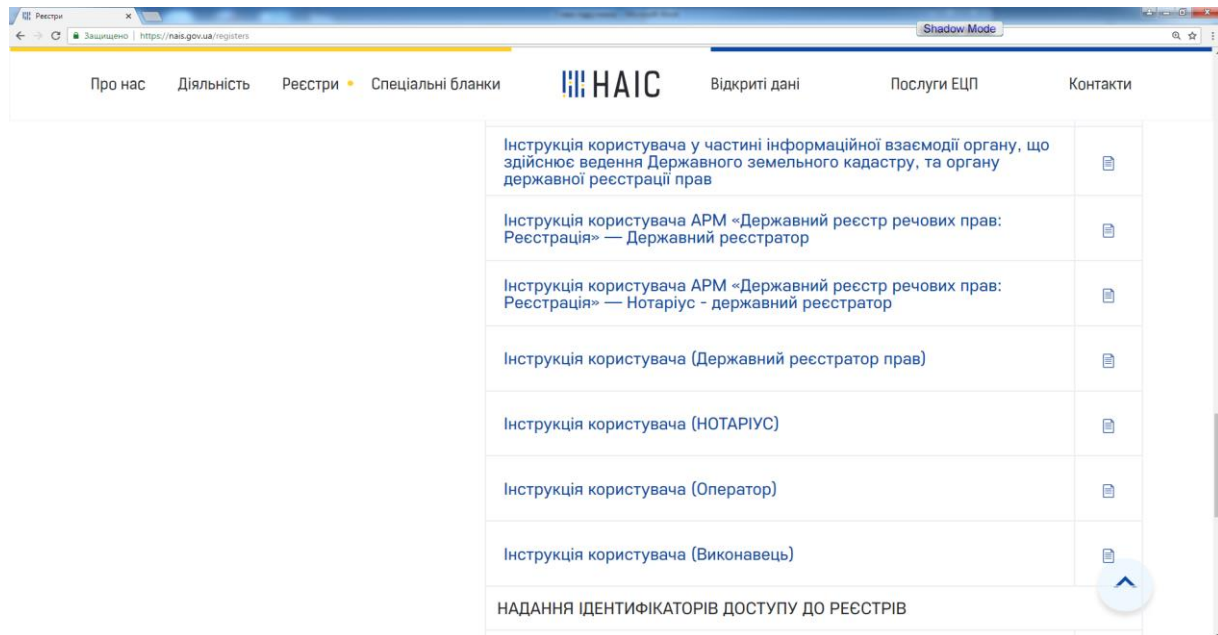 Реєстри
Shadow Mode
Защищено | https://nais.gov.ua/registers
Про нас Діяльність Реєстри Спеціальні бланки НАІС Відкриті дані Послуги ЕЦП Контакти
Інструкція користувача у частині інформаційної взаємодії органу, що
здійснює ведення Державного земельного кадастру, та органу
державної реєстрації прав
Інструкція користувача АРМ «Державний реєстр речових прав:
Реєстрація» — Державний реєстратор
Інструкція користувача АРМ «Державний реєстр речових прав:
Реєстрація» — Нотаріус - державний реєстратор
Інструкція користувача (Державний реєстратор прав)
Інструкція користувача (НОТАРІУС)
Інструкція користувача (Оператор)
Інструкція користувача (Виконавець)
НАДАННЯ ІДЕНТИФІКАТОРІВ ДОСТУПУ ДО РЕЄСТРІВ